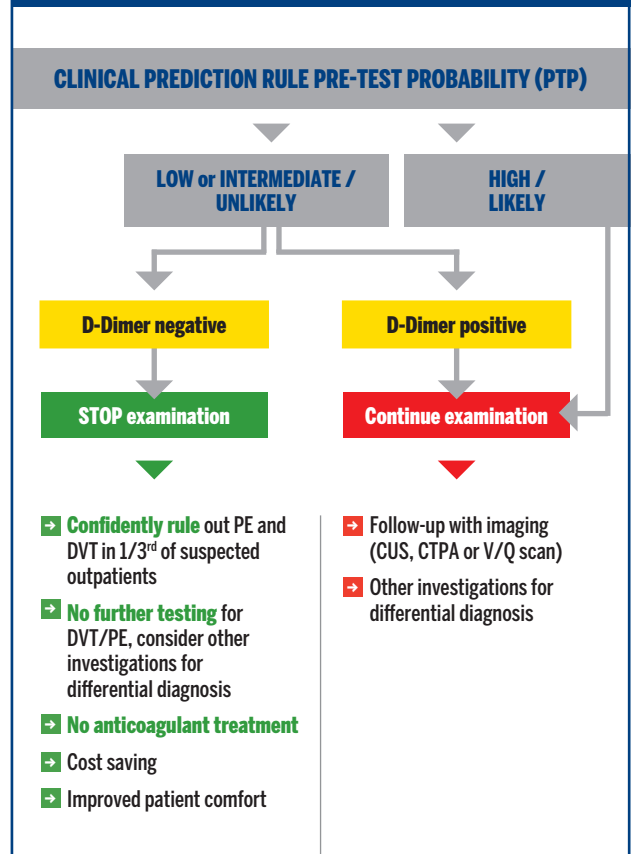 CLINICAL PREDICTION RULE PRE-TEST PROBABILITY (PTP)
LOW or INTERMEDIATE /
UNLIKELY
HIGH /
LIKELY
D-Dimer negative
D-Dimer positive
STOP examination
Continue examination
Confidently rule out PE and
DVT in 1/3rd of suspected
outpatients
No further testing for
DVT/PE, consider other
investigations for
differential diagnosis
No anticoagulant treatment
Cost saving
Improved patient comfort
Follow-up with imaging
(CUS, CTPA or V/Q scan)
Other investigations for
differential diagnosis